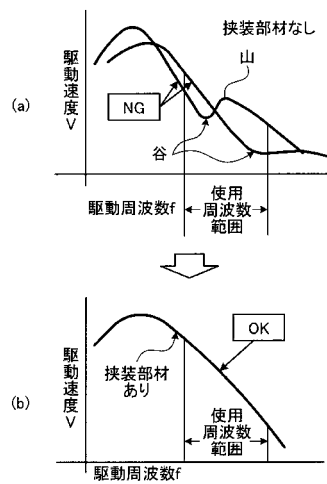 (a)
挟装部材なし
山
駆動速度V
NG
谷
駆動周波数f
使用
周波数
範囲
(b)
駆動速度V
挟装部材
あり
OK
使用
周波数
範囲
駆動周波数f